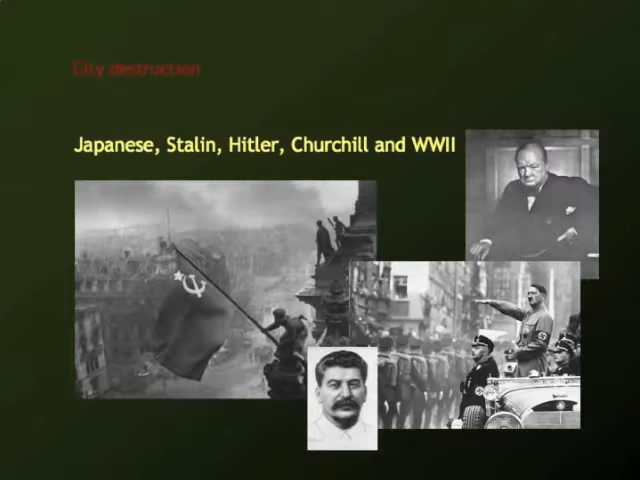 City destruction
Japanese, Stalin, Hitler, Churchill and WWII